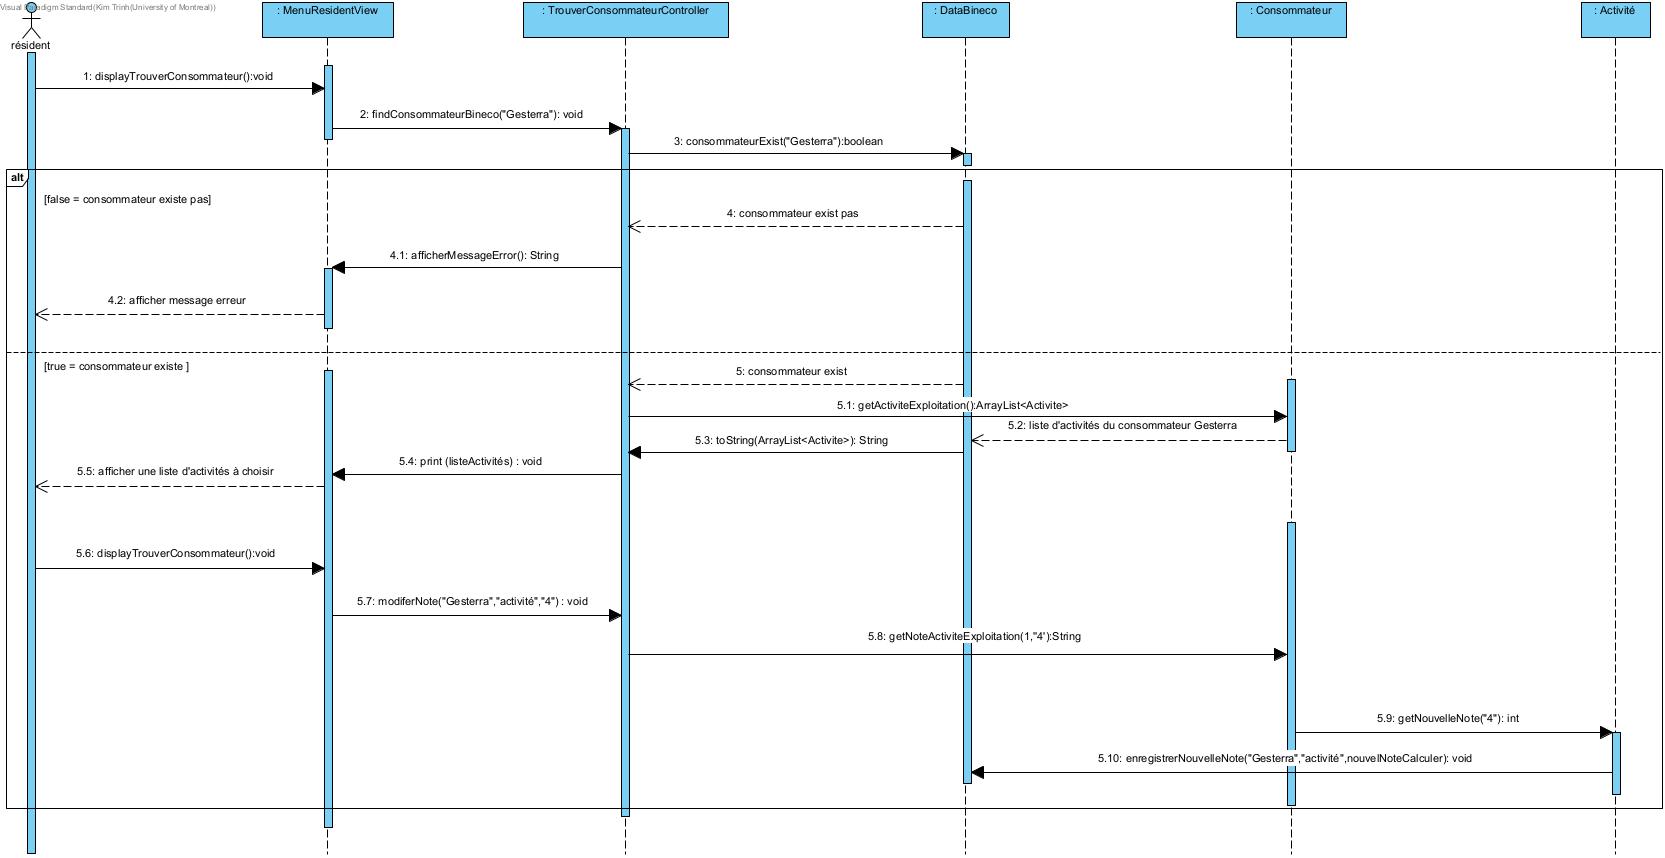 Visual Paradigm Standard(Kim Trinh(University of Montreal))
résident
: MenuResidentView
: TrouverConsommateurController
: DataBineco
: Consommateur
: Activité
1: displayTrouverConsommateur():void
2: findConsommateurBineco("Gesterra"): void
3: consommateurExist("Gesterra"):boolean
alt
[false = consommateur existe pas]
4: consommateur exist pas
4.1: afficherMessageError(): String
4.2: afficher message erreur
[true = consommateur existe ]
5: consommateur exist
5.1: getActiviteExploitation():ArrayList<Activite>
5.2: liste d'activités du consommateur Gesterra
5.3: toString(ArrayList<Activite>): String
5.4: print (listeActivités) : void
5.5: afficher une liste d'activités à choisir
5.6: displayTrouverConsommateur():void
5.7: modiferNote("Gesterra","activité","4") : void
5.8: getNoteActiviteExploitation(1,"4'):String
5.9: getNouvelleNote("4"): int
5.10: enregistrerNouvelleNote("Gesterra","activité",nouvelNoteCalculer): void